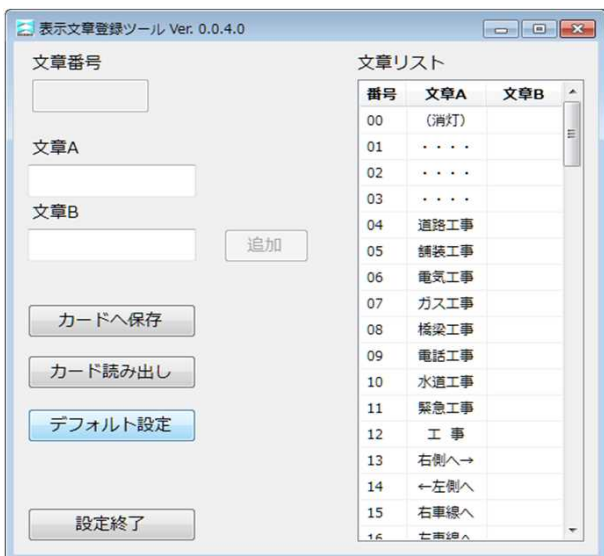 表示文章登録ツール Ver. 0.0.4.0
文章番号
文章A
文章B
追加
カードへ保存
カード読み出し
デフォルト設定
設定終了
文章リスト
番号 文章A 文章B
00 (消灯)
01 ・・・・
02 ・・・・
03 ・・・・
04 道路工事
05 舗装工事
06 電気工事
07 ガス工事
08 橋梁工事
09 電話工事
10 水道工事
11 緊急工事
12 工 事
13 右側へ→
14 ←左側へ
15 右車線へ
16 左車線へ